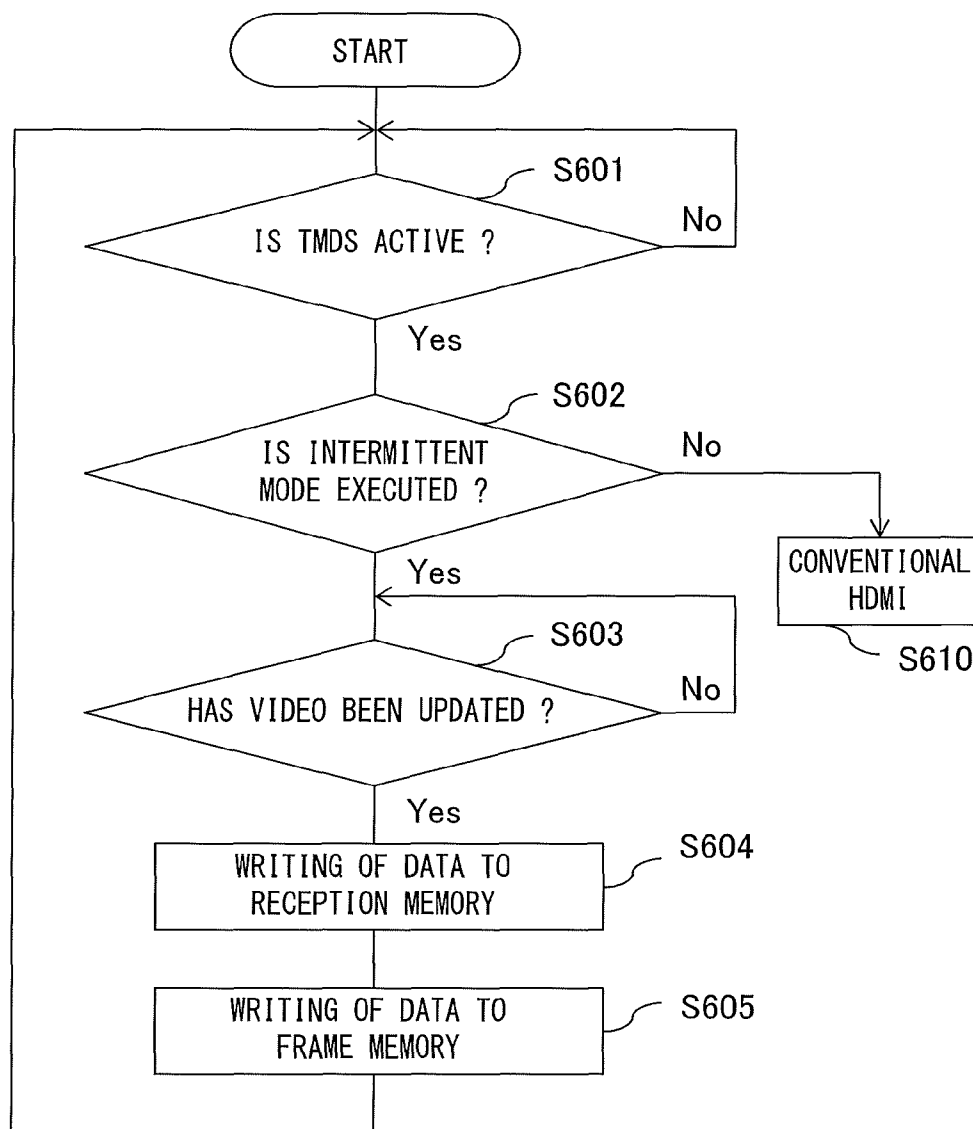 START
S601
IS TMDS ACTIVE ?
No
Yes
S602
IS INTERMITTENT
MODE EXECUTED ?
No
Yes
CONVENTIONAL
HDMI
S610
S603
HAS VIDEO BEEN UPDATED ?
No
Yes
S604
WRITING OF DATA TO
RECEPTION MEMORY
S605
WRITING OF DATA TO
FRAME MEMORY